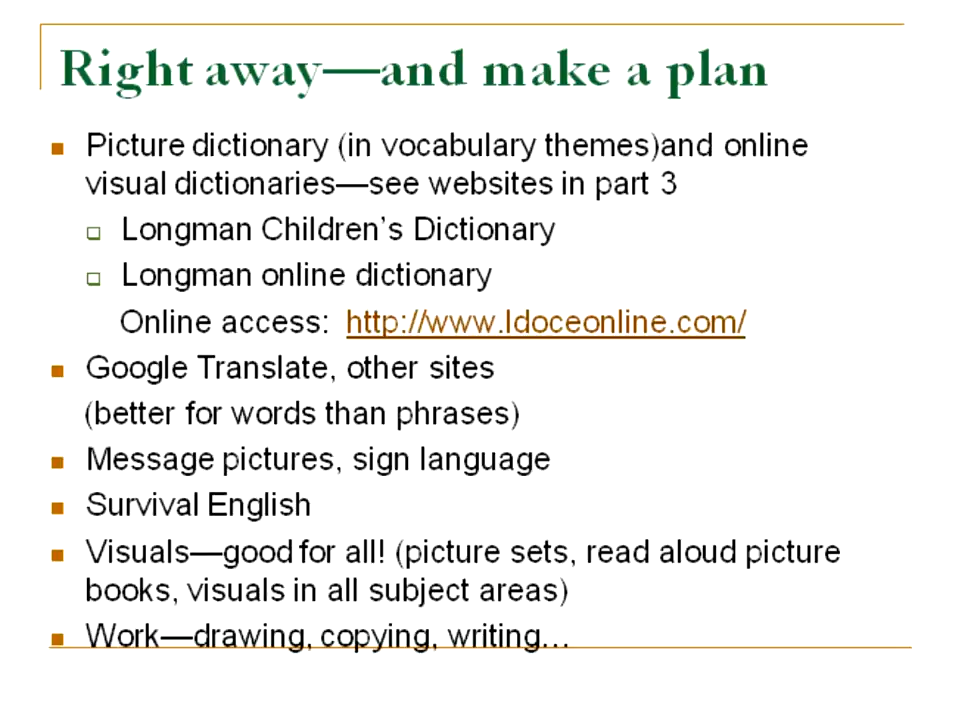 Right away—and make a plan
Picture dictionary (in vocabulary themes)and online
visual dictionaries—see websites in part 3
Longman Children's Dictionary
Longman online dictionary
Online access: http://www.ldoceonline.com/
Google Translate, other sites
(better for words than phrases)
Message pictures, sign language
Survival English
Visuals—good for all! (picture sets, read aloud picture
books, visuals in all subject areas)
Work—drawing, copying, writing…